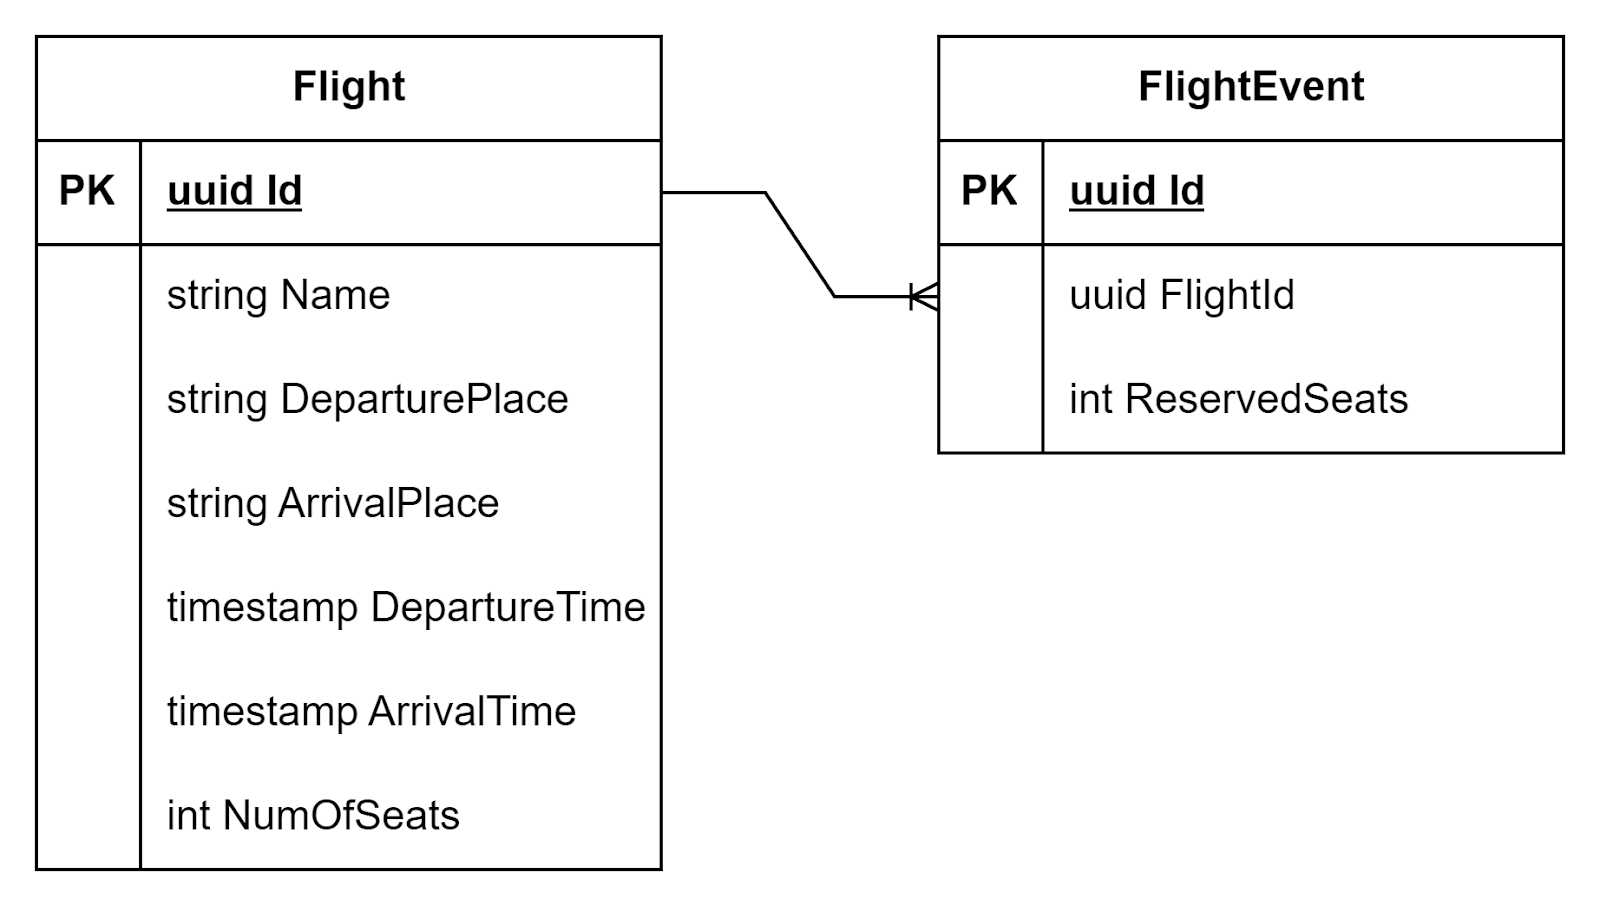 Flight
PK uuid Id
string Name
string DeparturePlace
string ArrivalPlace
timestamp DepartureTime
timestamp ArrivalTime
int NumOfSeats
FlightEvent
PK uuid Id
uuid FlightId
int ReservedSeats